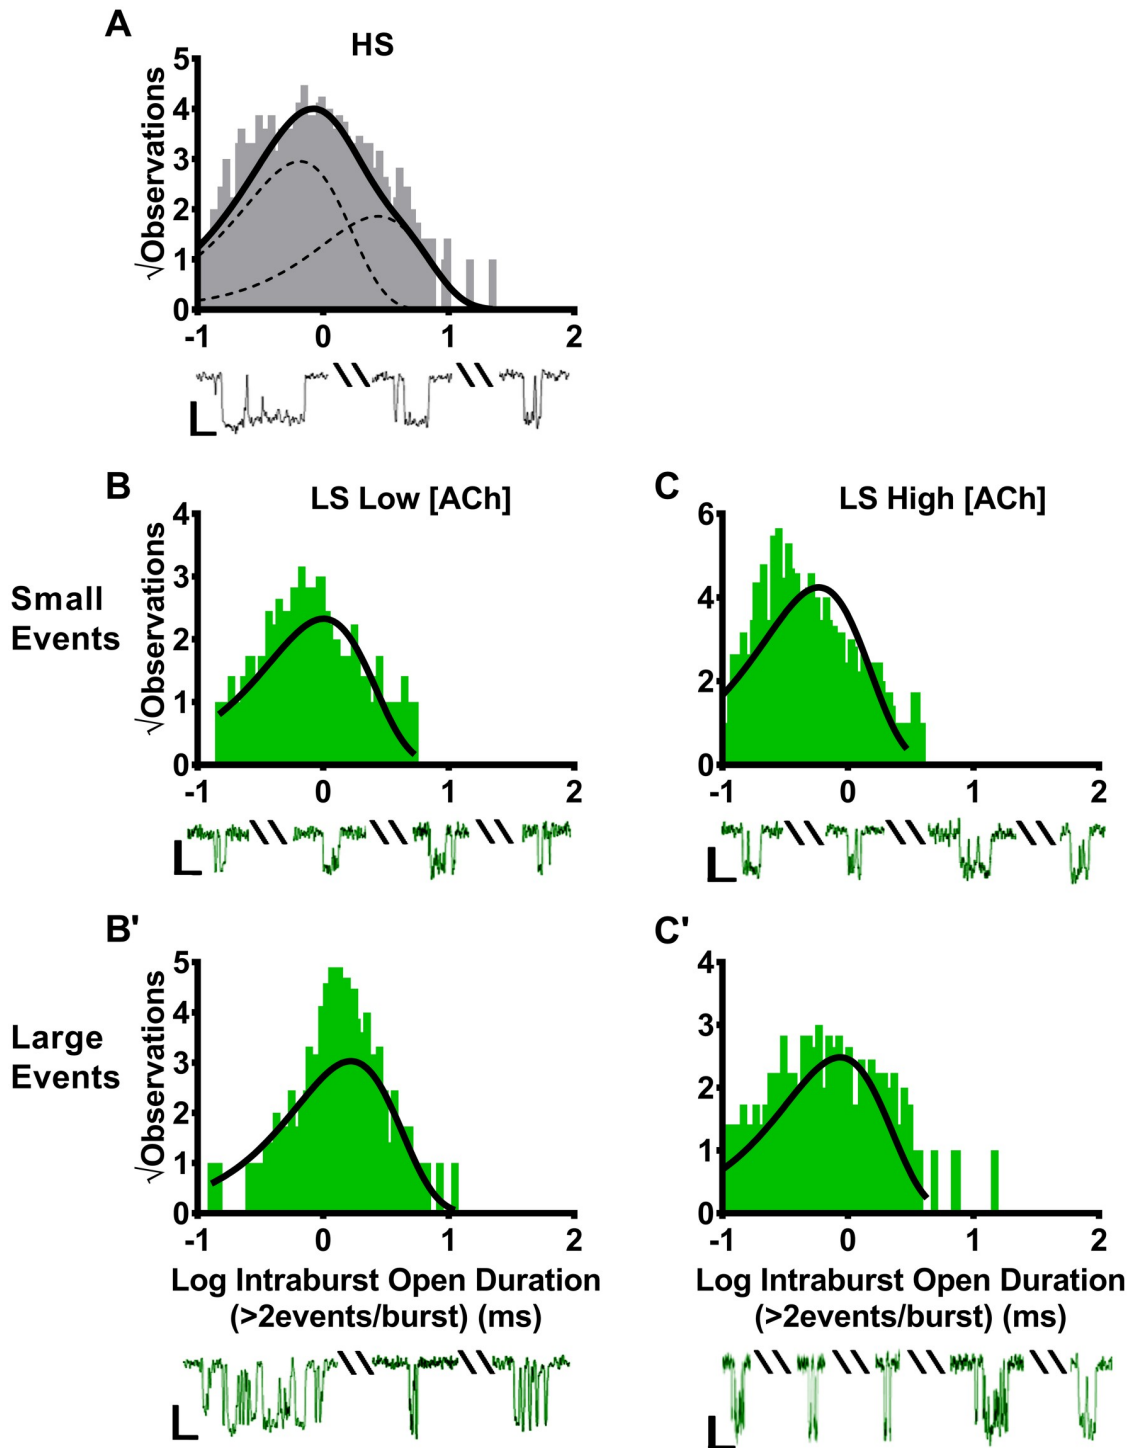 A
HS
√Observations
5
4
3
2
1
0
-1 0 1 2
B
LS Low [ACh]
C
LS High [ACh]
Small
Events
√Observations
4
3
2
1
0
-1 0 1 2
6
4
2
0
-1 0 1 2
B'
C'
Large
Events
√Observations
5
4
3
2
1
0
-1 0 1 2
4
3
2
1
0
-1 0 1 2
Log Intraburst Open Duration
(>2events/burst) (ms)
Log Intraburst Open Duration
(>2events/burst) (ms)